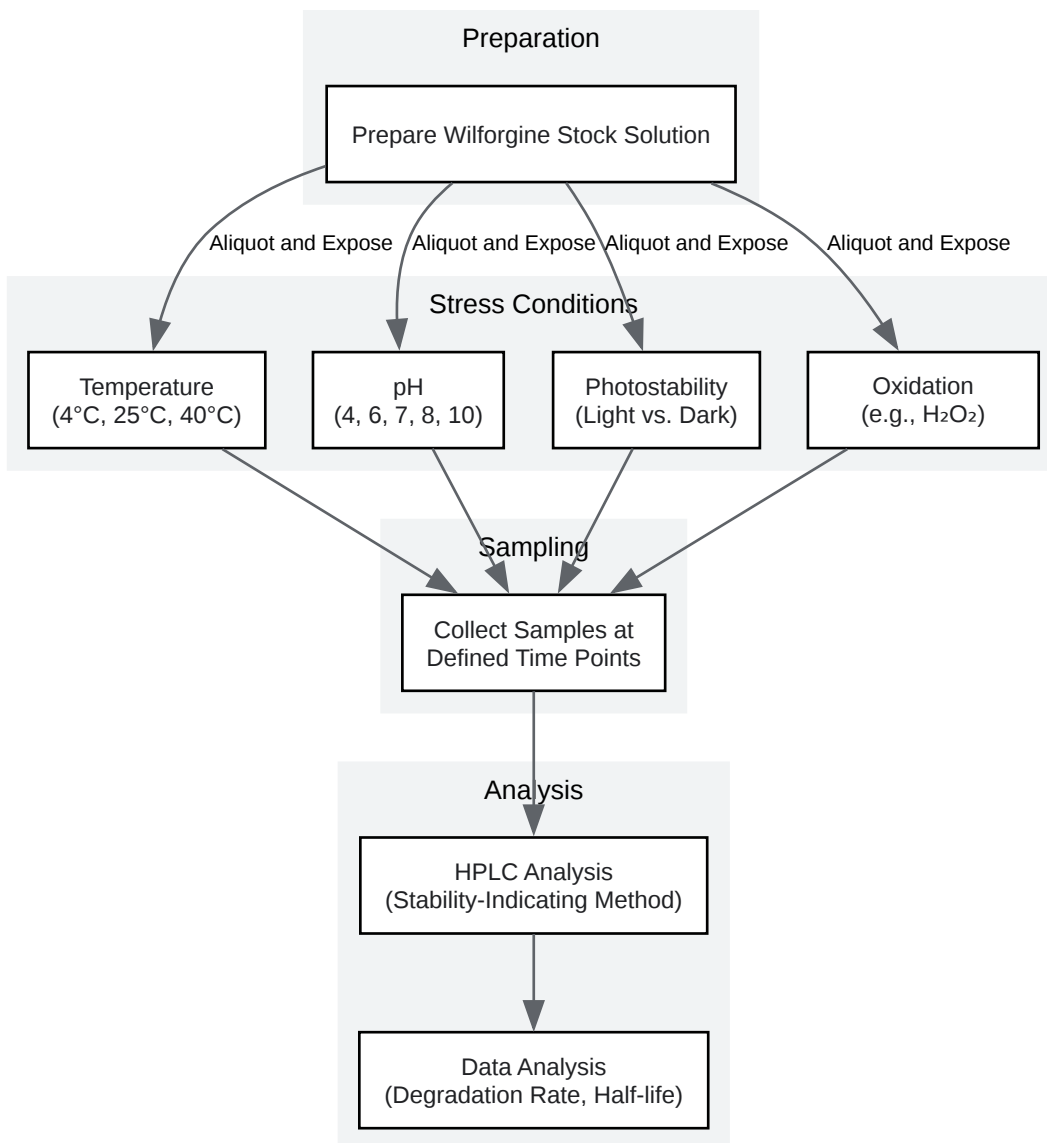 Preparation
Prepare Wilforgine Stock Solution
Aliquot and Expose
Aliquot and Expose
Aliquot and Expose
Aliquot and Expose
Stress Conditions
Temperature
(4°C, 25°C, 40°C)
pH
(4, 6, 7, 8, 10)
Photostability
(Light vs. Dark)
Oxidation
(e.g., H₂O₂)
Sampling
Collect Samples at
Defined Time Points
Analysis
HPLC Analysis
(Stability-Indicating Method)
Data Analysis
(Degradation Rate, Half-life)